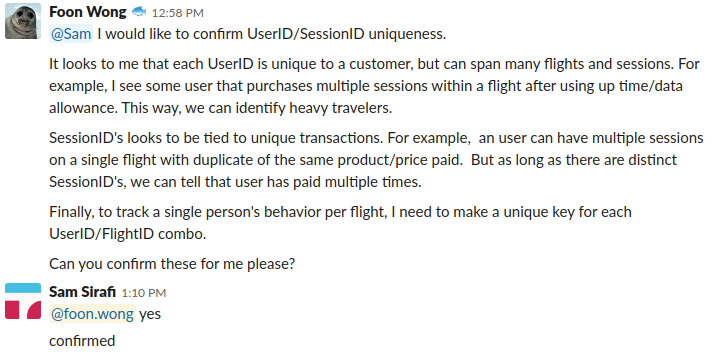 Foon Wong 12:58 PM
@Sam I would like to confirm UserID/SessionID uniqueness.
It looks to me that each UserID is unique to a customer, but can span many flights and sessions. For
example, I see some user that purchases multiple sessions within a flight after using up time/data
allowance. This way, we can identify heavy travelers.
SessionID's looks to be tied to unique transactions. For example, an user can have multiple sessions
on a single flight with duplicate of the same product/price paid. But as long as there are distinct
SessionID's, we can tell that user has paid multiple times.
Finally, to track a single person's behavior per flight, I need to make a unique key for each
UserID/FlightID combo.
Can you confirm these for me please?
Sam Sirafi 1:10 PM
@foon.wong yes
confirmed